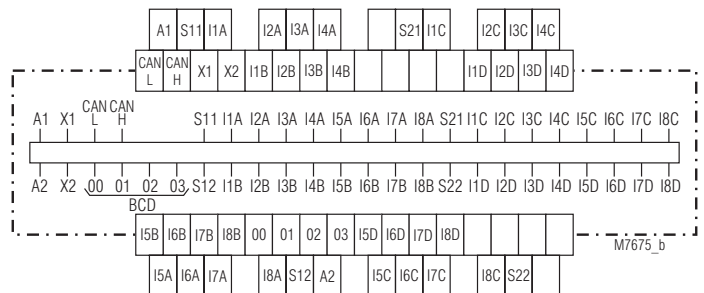 A1 S11 I1A I2A I3A I4A S21 I1C I2C I3C I4C
CAN L CAN H X1 X2 I1B I2B I3B I4B I1D I2D I3D I4D
A1 X1 CAN L CAN H S11 I1A I2A I3A I4A I5A I6A I7A I8A S21 I1C I2C I3C I4C I5C I6C I7C I8C
A2 X2 00 01 02 03 S12 I1B I2B I3B I4B I5B I6B I7B I8B S22 I1D I2D I3D I4D I5D I6D I7D I8D
BCD
I5B I6B I7B I8B 00 01 02 03 I5D I6D I7D I8D
M7675_b
I5A I6A I7A I8A S12 A2 I5C I6C I7C I8C S22